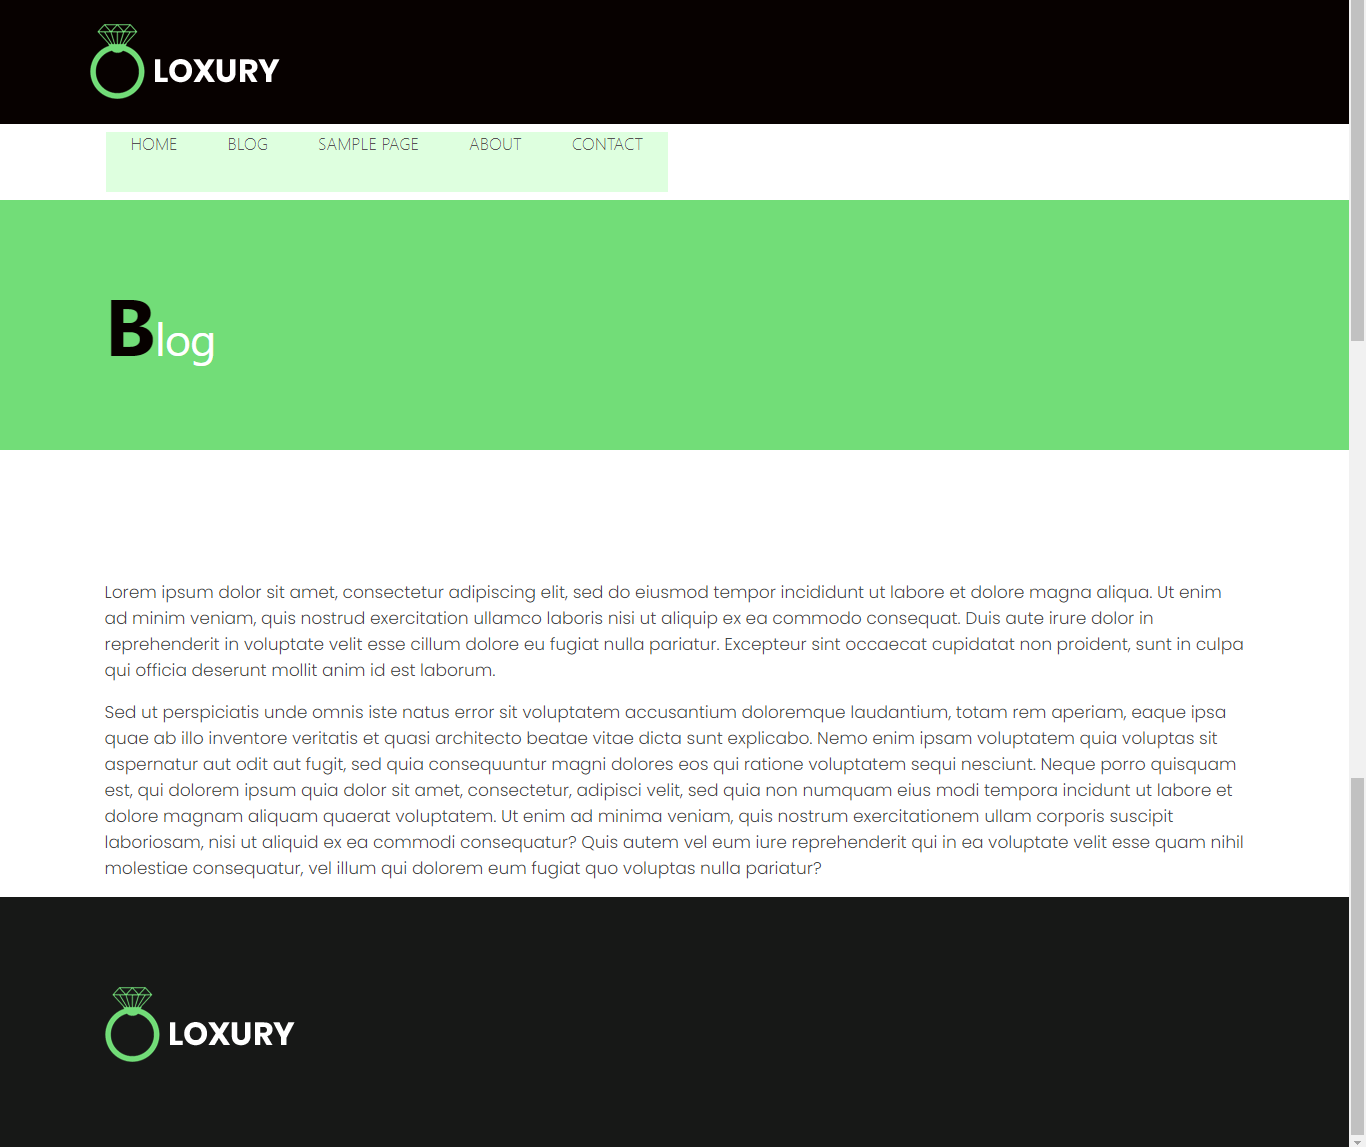 LOXURY
HOME BLOG SAMPLE PAGE ABOUT CONTACT
Blog
Lorem ipsum dolor sit amet, consectetur adipiscing elit, sed do eiusmod tempor incididunt ut labore et dolore magna aliqua. Ut enim
ad minim veniam, quis nostrud exercitation ullamco laboris nisi ut aliquip ex ea commodo consequat. Duis aute irure dolor in
reprehenderit in voluptate velit esse cillum dolore eu fugiat nulla pariatur. Excepteur sint occaecat cupidatat non proident, sunt in culpa
qui officia deserunt mollit anim id est laborum.
Sed ut perspiciatis unde omnis iste natus error sit voluptatem accusantium doloremque laudantium, totam rem aperiam, eaque ipsa
quae ab illo inventore veritatis et quasi architecto beatae vitae dicta sunt explicabo. Nemo enim ipsam voluptatem quia voluptas sit
aspernatur aut odit aut fugit, sed quia consequuntur magni dolores eos qui ratione voluptatem sequi nesciunt. Neque porro quisquam
est, qui dolorem ipsum quia dolor sit amet, consectetur, adipisci velit, sed quia non numquam eius modi tempora incidunt ut labore et
dolore magnam aliquam quaerat voluptatem. Ut enim ad minima veniam, quis nostrum exercitationem ullam corporis suscipit
laboriosam, nisi ut aliquid ex ea commodi consequatur? Quis autem vel eum iure reprehenderit qui in ea voluptate velit esse quam nihil
molestiae consequatur, vel illum qui dolorem eum fugiat quo voluptas nulla pariatur?
LOXURY